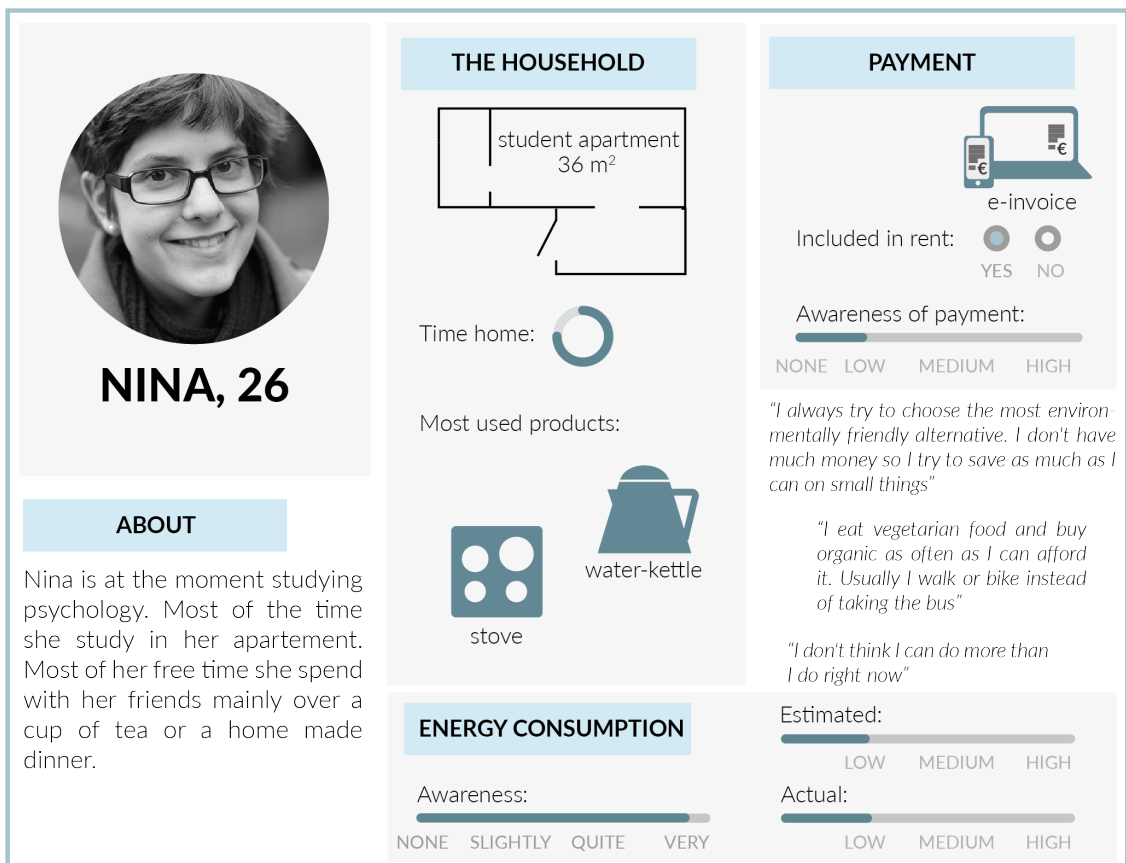 NINA, 26
ABOUT
Nina is at the moment studying
psychology. Most of the time
she study in her apartement.
Most of her free time she spend
with her friends mainly over a
cup of tea or a home made
dinner.
THE HOUSEHOLD
student apartment
36 m²
Time home:
Most used products:
water-kettle
stove
PAYMENT
€
€
e-invoice
Included in rent:
YES NO
Awareness of payment:
NONE LOW MEDIUM HIGH
“I always try to choose the most environ-
mentally friendly alternative. I don't have
much money so I try to save as much as I
can on small things”
“I eat vegetarian food and buy
organic as often as I can afford
it. Usually I walk or bike instead
of taking the bus”
“I don't think I can do more than
I do right now”
ENERGY CONSUMPTION
Awareness:
NONE SLIGHTLY QUITE VERY
Estimated:
LOW MEDIUM HIGH
Actual:
LOW MEDIUM HIGH